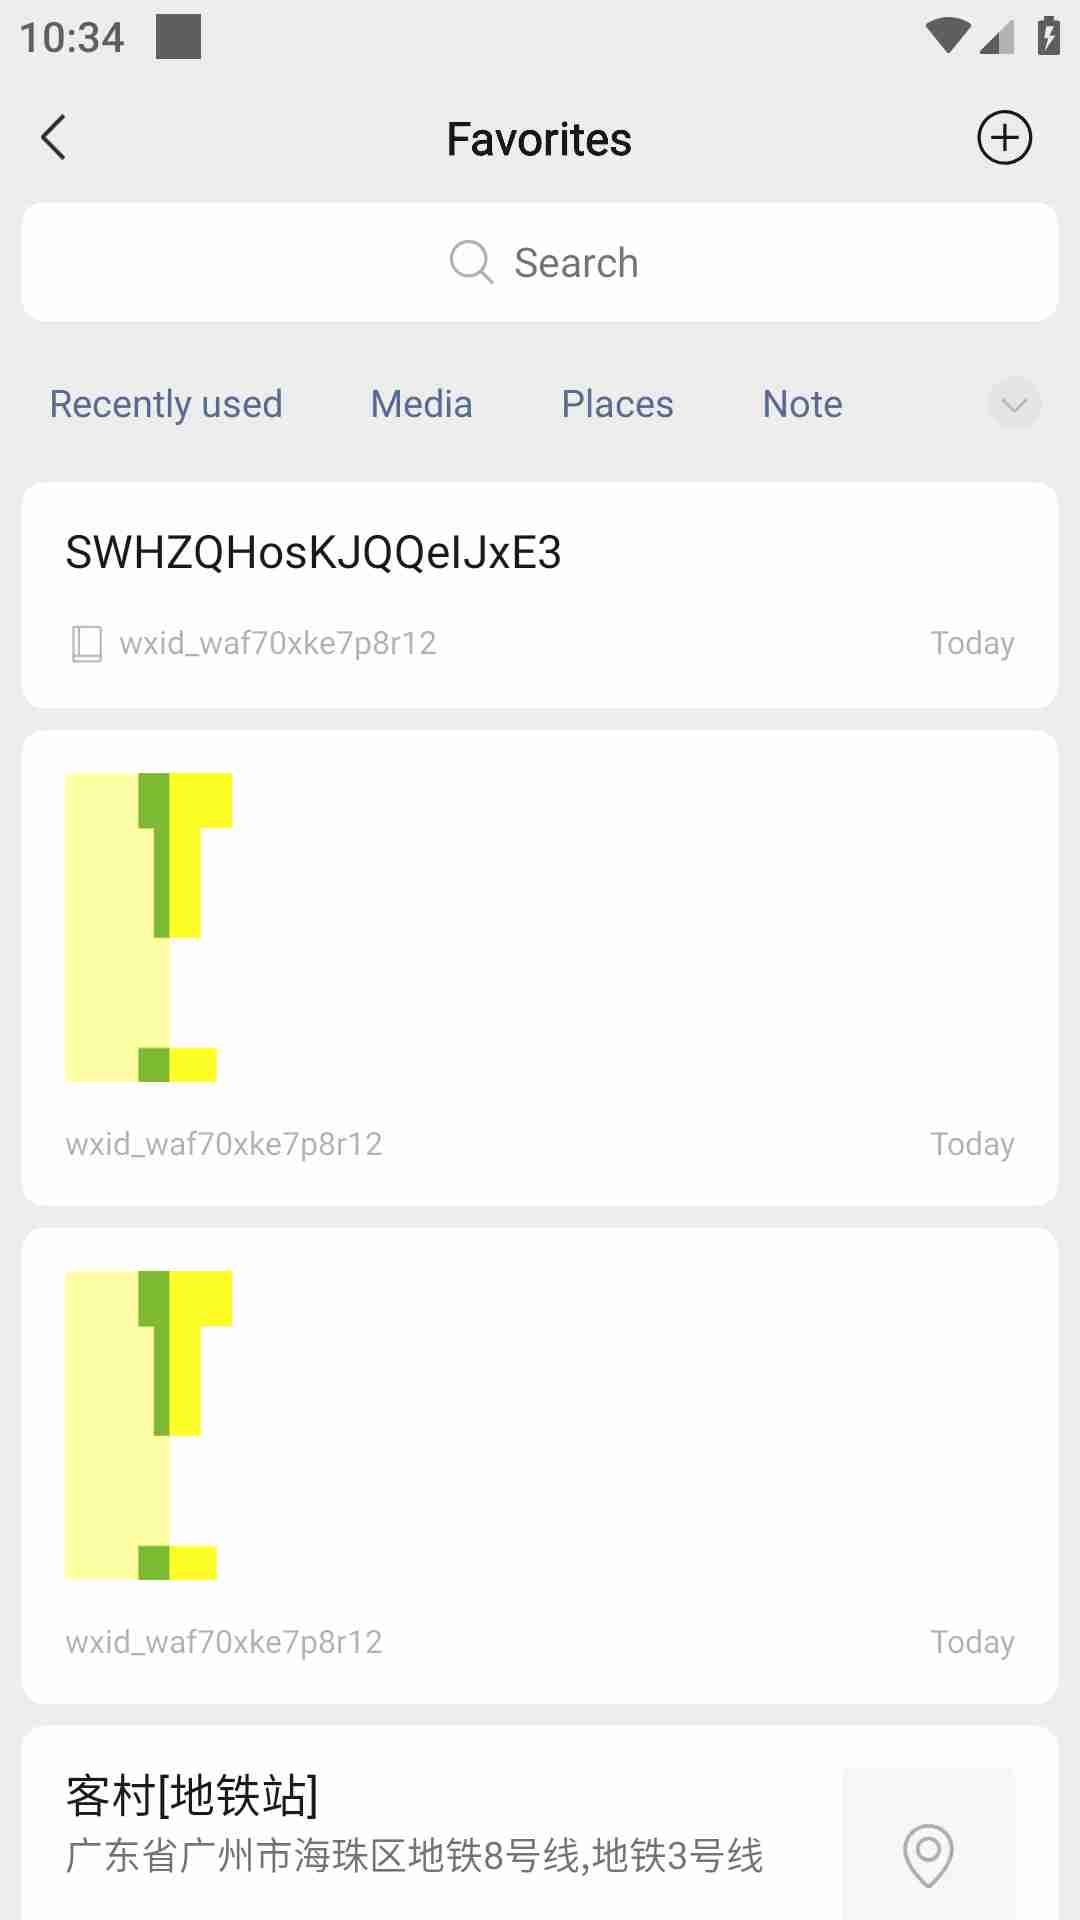 10:34
Favorites
Search
Recently used
Media
Places
Note
SWHZQHosKJQQeIJxE3
wxid_waf70xke7p8r12
Today
wxid_waf70xke7p8r12
Today
wxid_waf70xke7p8r12
Today
客村[地铁站]
广东省广州市海珠区地铁8号线,地铁3号线